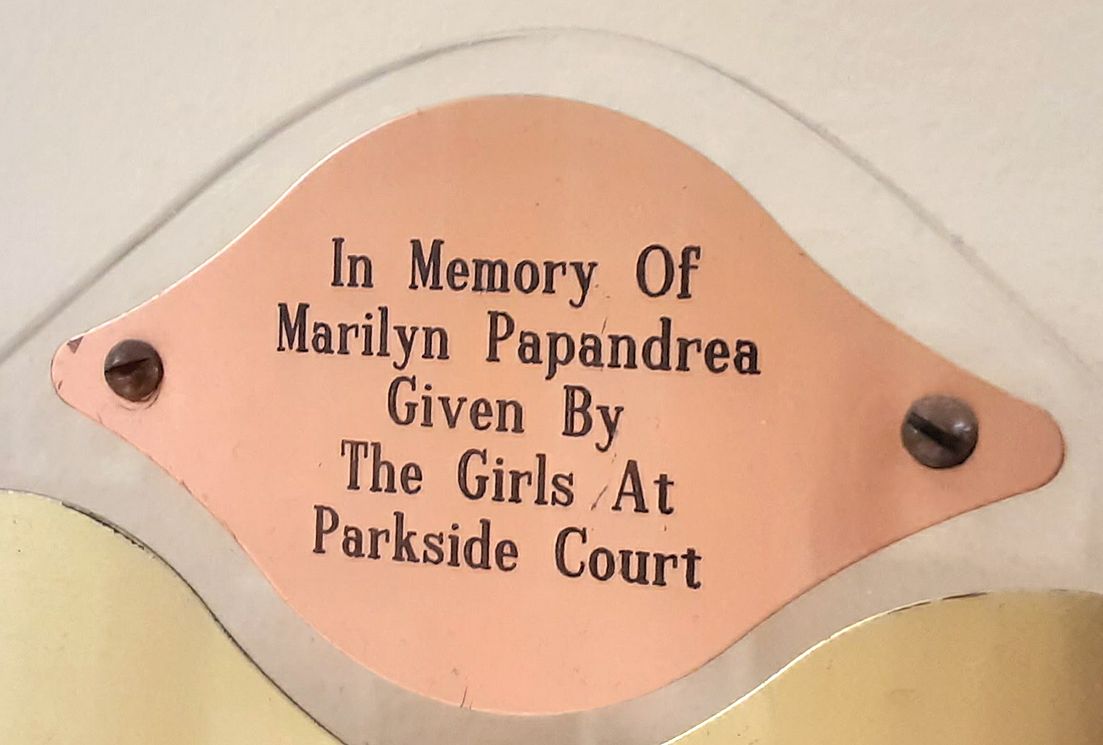 In Memory Of
Marilyn Papandrea
Given By
The Girls At
Parkside Court